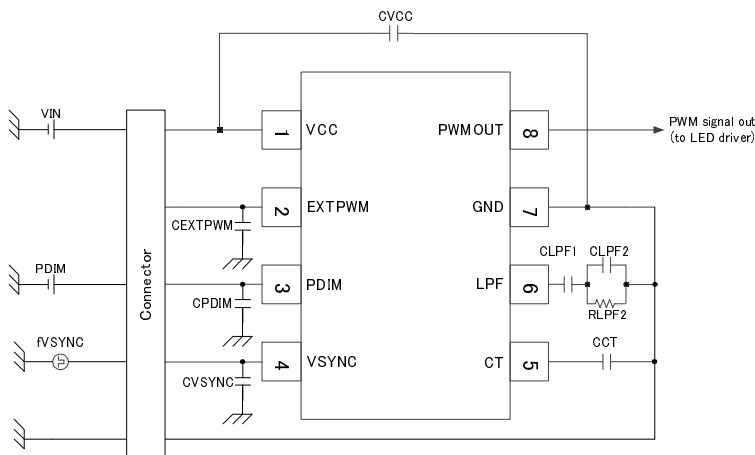 CVCC
VIN
1
VCC
PWMOUT
8
PWM signal out
(to LED driver)
2
EXTPWM
GND
7
CEXTPWM
PDIM
Connector
3
PDIM
LPF
6
CLPF1
CLPF2
RLPF2
CPDIM
fVSYNC
4
VSYNC
CT
5
CCT
CVSYNC